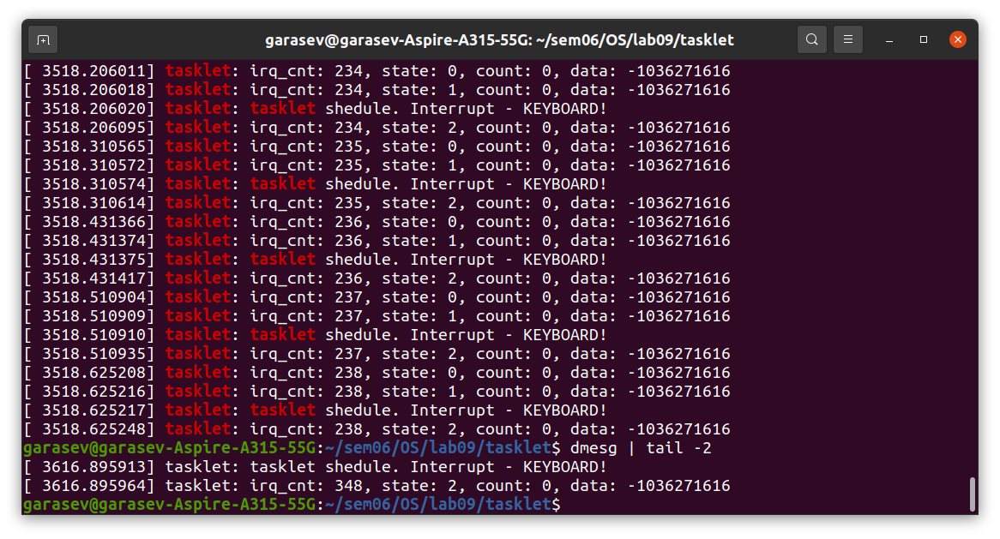 garasev@garasev-Aspire-A315-55G: ~/sem06/OS/lab09/tasklet
[ 3518.206011] tasklet: irq_cnt: 234, state: 0, count: 0, data: -1036271616
[ 3518.206018] tasklet: irq_cnt: 234, state: 1, count: 0, data: -1036271616
[ 3518.206020] tasklet: tasklet shedule. Interrupt - KEYBOARD!
[ 3518.206095] tasklet: irq_cnt: 234, state: 2, count: 0, data: -1036271616
[ 3518.310565] tasklet: irq_cnt: 235, state: 0, count: 0, data: -1036271616
[ 3518.310572] tasklet: irq_cnt: 235, state: 1, count: 0, data: -1036271616
[ 3518.310574] tasklet: tasklet shedule. Interrupt - KEYBOARD!
[ 3518.310614] tasklet: irq_cnt: 235, state: 2, count: 0, data: -1036271616
[ 3518.431366] tasklet: irq_cnt: 236, state: 0, count: 0, data: -1036271616
[ 3518.431374] tasklet: irq_cnt: 236, state: 1, count: 0, data: -1036271616
[ 3518.431375] tasklet: tasklet shedule. Interrupt - KEYBOARD!
[ 3518.431417] tasklet: irq_cnt: 236, state: 2, count: 0, data: -1036271616
[ 3518.510904] tasklet: irq_cnt: 237, state: 0, count: 0, data: -1036271616
[ 3518.510909] tasklet: irq_cnt: 237, state: 1, count: 0, data: -1036271616
[ 3518.510910] tasklet: tasklet shedule. Interrupt - KEYBOARD!
[ 3518.510935] tasklet: irq_cnt: 237, state: 2, count: 0, data: -1036271616
[ 3518.625208] tasklet: irq_cnt: 238, state: 0, count: 0, data: -1036271616
[ 3518.625216] tasklet: irq_cnt: 238, state: 1, count: 0, data: -1036271616
[ 3518.625217] tasklet: tasklet shedule. Interrupt - KEYBOARD!
[ 3518.625248] tasklet: irq_cnt: 238, state: 2, count: 0, data: -1036271616
garasev@garasev-Aspire-A315-55G:~/sem06/OS/lab09/tasklet$ dmesg | tail -2
[ 3616.895913] tasklet: tasklet shedule. Interrupt - KEYBOARD!
[ 3616.895964] tasklet: irq_cnt: 348, state: 2, count: 0, data: -1036271616
garasev@garasev-Aspire-A315-55G:~/sem06/OS/lab09/tasklet$